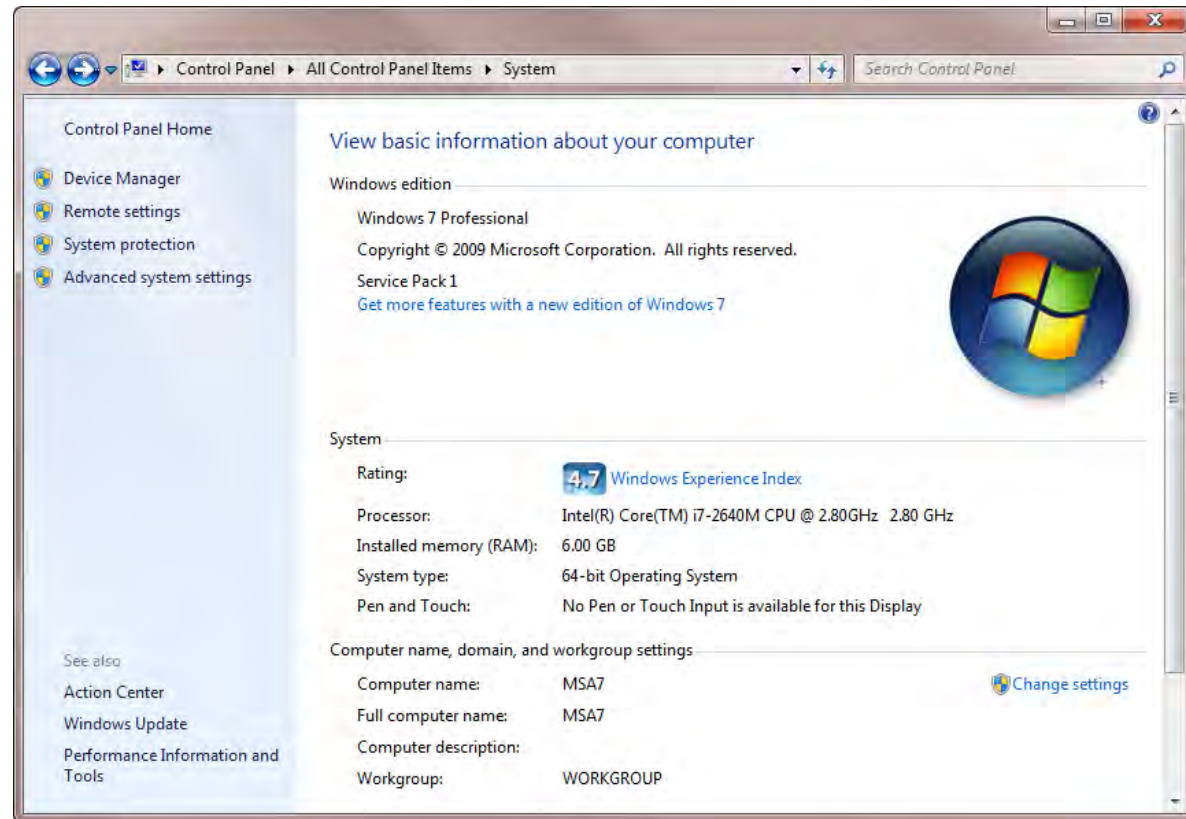 Control Panel ▸ All Control Panel Items ▸ System
Search Control Panel
Control Panel Home
Device Manager
Remote settings
System protection
Advanced system settings
See also
Action Center
Windows Update
Performance Information and
Tools
View basic information about your computer
Windows edition
Windows 7 Professional
Copyright © 2009 Microsoft Corporation. All rights reserved.
Service Pack 1
Get more features with a new edition of Windows 7
System
Rating: 4.7 Windows Experience Index
Processor: Intel(R) Core(TM) i7-2640M CPU @ 2.80GHz 2.80 GHz
Installed memory (RAM): 6.00 GB
System type: 64-bit Operating System
Pen and Touch: No Pen or Touch Input is available for this Display
Computer name, domain, and workgroup settings
Computer name: MSA7 Change settings
Full computer name: MSA7
Computer description:
Workgroup: WORKGROUP